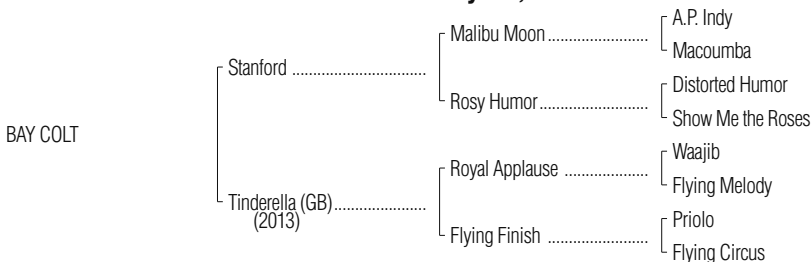 A.P. Indy
Malibu Moon........................
Macoumba
Stanford ................................
Distorted Humor
Rosy Humor..........................
Show Me the Roses
BAY COLT
Waajib
Royal Applause ....................
Flying Melody
Tinderella (GB)......................
(2013)
Priolo
Flying Finish ........................
Flying Circus